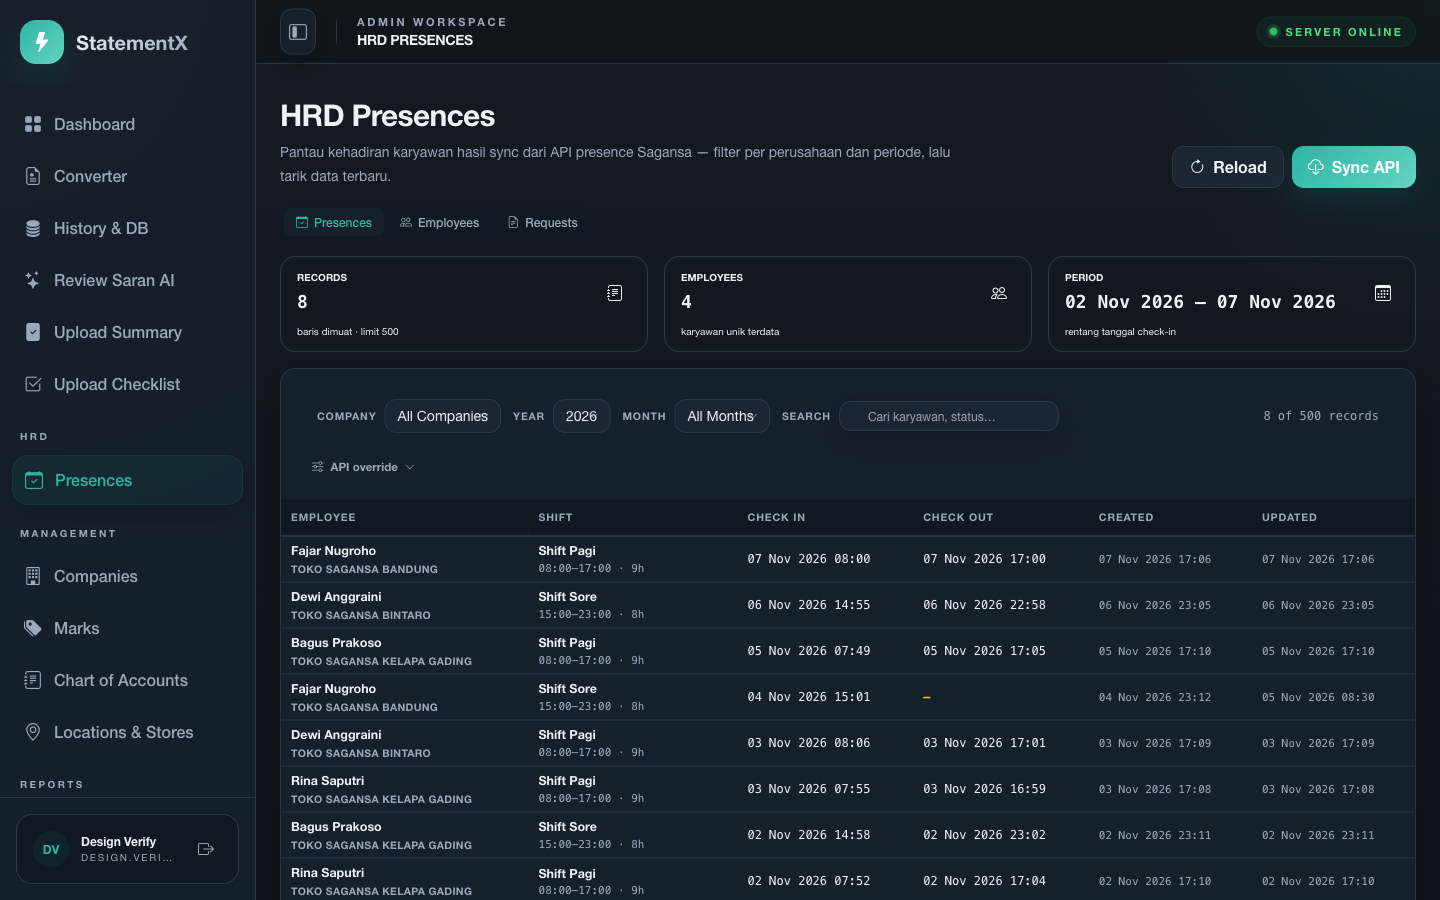 StatementX
Dashboard
Converter
History & DB
Review Saran AI
Upload Summary
Upload Checklist
HRD
Presences
MANAGEMENT
Companies
Marks
Chart of Accounts
Locations & Stores
REPORTS
DV
Design Verify
DESIGN.VERI...
ADMIN WORKSPACE
HRD PRESENCES
SERVER ONLINE
HRD Presences
Pantau kehadiran karyawan hasil sync dari API presence Sagansa — filter per perusahaan dan periode, lalu
tarik data terbaru.
Reload
Sync API
Presences
Employees
Requests
RECORDS
8
baris dimuat · limit 500
EMPLOYEES
4
karyawan unik terdata
PERIOD
02 Nov 2026 – 07 Nov 2026
rentang tanggal check-in
COMPANY All Companies YEAR 2026 MONTH All Months SEARCH Cari karyawan, status... 8 of 500 records
API override
EMPLOYEE SHIFT CHECK IN CHECK OUT CREATED UPDATED
Fajar Nugroho Shift Pagi 07 Nov 2026 08:00 07 Nov 2026 17:00 07 Nov 2026 17:06 07 Nov 2026 17:06
TOKO SAGANSA BANDUNG 08:00–17:00 · 9h
Dewi Anggraini Shift Sore 06 Nov 2026 14:55 06 Nov 2026 22:58 06 Nov 2026 23:05 06 Nov 2026 23:05
TOKO SAGANSA BINTARO 15:00–23:00 · 8h
Bagus Prakoso Shift Pagi 05 Nov 2026 07:49 05 Nov 2026 17:05 05 Nov 2026 17:10 05 Nov 2026 17:10
TOKO SAGANSA KELAPA GADING 08:00–17:00 · 9h
Fajar Nugroho Shift Sore 04 Nov 2026 15:01 – 04 Nov 2026 23:12 05 Nov 2026 08:30
TOKO SAGANSA BANDUNG 15:00–23:00 · 8h
Dewi Anggraini Shift Pagi 03 Nov 2026 08:06 03 Nov 2026 17:01 03 Nov 2026 17:09 03 Nov 2026 17:09
TOKO SAGANSA BINTARO 08:00–17:00 · 9h
Rina Saputri Shift Pagi 03 Nov 2026 07:55 03 Nov 2026 16:59 03 Nov 2026 17:08 03 Nov 2026 17:08
TOKO SAGANSA KELAPA GADING 08:00–17:00 · 9h
Bagus Prakoso Shift Sore 02 Nov 2026 14:58 02 Nov 2026 23:02 02 Nov 2026 23:11 02 Nov 2026 23:11
TOKO SAGANSA KELAPA GADING 15:00–23:00 · 8h
Rina Saputri Shift Pagi 02 Nov 2026 07:52 02 Nov 2026 17:04 02 Nov 2026 17:10 02 Nov 2026 17:10
TOKO SAGANSA KELAPA GADING 08:00–17:00 · 9h